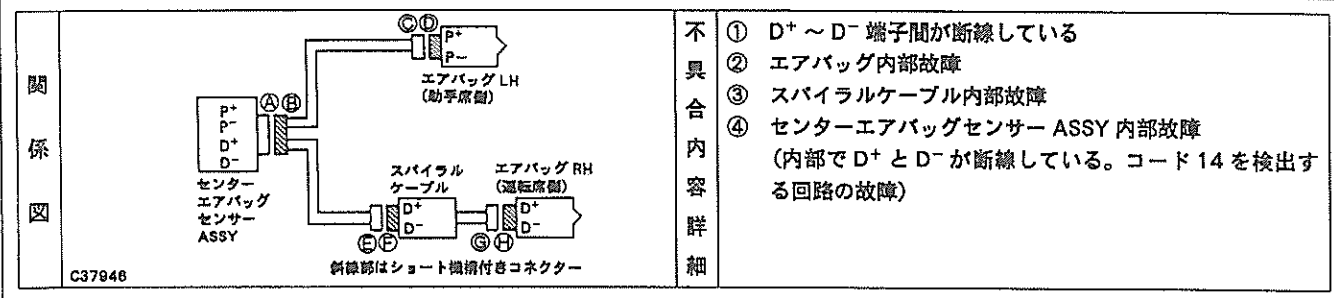 関係図
Ⓒ Ⓓ
P+
P-
エアバッグ LH
(助手席側)
Ⓐ Ⓑ
P+
P-
D+
D-
センター
エアバッグ
センサー
ASSY
スパイラル
ケーブル
D+
D-
Ⓔ Ⓕ
エアバッグ RH
(運転席側)
D+
D-
Ⓖ Ⓗ
斜線部はショート機構付きコネクター
C37946
不具合内容詳細
① D+ ~ D- 端子間が断線している
② エアバッグ内部故障
③ スパイラルケーブル内部故障
④ センターエアバッグセンサー ASSY 内部故障
(内部で D+ と D- が断線している。コード 14 を検出す
る回路の故障)